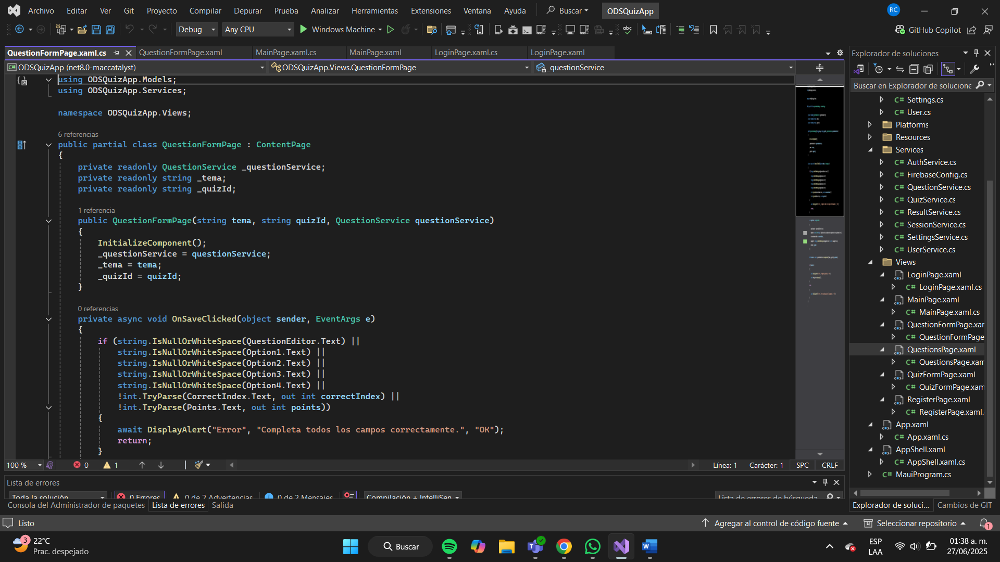 Archivo Editar Ver Git Proyecto Compilar Depurar Prueba Analizar Herramientas Extensiones Ventana Ayuda Buscar ODSQuizApp RC
Debug Any CPU Windows Machine abc GitHub Copilot
QuestionFormPage.xaml.cs QuestionFormPage.xaml MainPage.xaml.cs MainPage.xaml LoginPage.xaml.cs LoginPage.xaml
C# ODSQuizApp (net8.0-maccatalyst) ODSQuizApp.Views.QuestionFormPage _questionService
using ODSQuizApp.Models;
using ODSQuizApp.Services;
namespace ODSQuizApp.Views;
6 referencias
public partial class QuestionFormPage : ContentPage
{
private readonly QuestionService _questionService;
private readonly string _tema;
private readonly string _quizId;
1 referencia
public QuestionFormPage(string tema, string quizId, QuestionService questionService)
{
InitializeComponent();
_questionService = questionService;
_tema = tema;
_quizId = quizId;
}
0 referencias
private async void OnSaveClicked(object sender, EventArgs e)
{
if (string.IsNullOrWhiteSpace(QuestionEditor.Text) ||
string.IsNullOrWhiteSpace(Option1.Text) ||
string.IsNullOrWhiteSpace(Option2.Text) ||
string.IsNullOrWhiteSpace(Option3.Text) ||
string.IsNullOrWhiteSpace(Option4.Text) ||
!int.TryParse(CorrectIndex.Text, out int correctIndex) ||
!int.TryParse(Points.Text, out int points))
{
await DisplayAlert("Error", "Completa todos los campos correctamente.", "OK");
return;
}
100 % 0 1 Línea: 1 Carácter: 1 SPC CRLF
Lista de errores
Toda la solución 0 Errores 0 de 2 Advertencias 0 de 2 Mensajes Compilación + IntelliSen Lista de errores de búsqueda
Consola del Administrador de paquetes Lista de errores Salida
Explorador de soluciones
Buscar en Explorador de solucione
C# Settings.cs
C# User.cs
Platforms
Resources
Services
C# AuthService.cs
C# FirebaseConfig.cs
C# QuestionService.cs
C# QuizService.cs
C# ResultService.cs
C# SessionService.cs
C# SettingsService.cs
C# UserService.cs
Views
LoginPage.xaml
C# LoginPage.xaml.cs
MainPage.xaml
C# MainPage.xaml.cs
QuestionFormPage.xar
C# QuestionFormPage
QuestionsPage.xaml
C# QuestionsPage.xam
QuizFormPage.xaml
C# QuizFormPage.xam
RegisterPage.xaml
C# RegisterPage.xaml.
App.xaml
C# App.xaml.cs
AppShell.xaml
C# AppShell.xaml.cs
C# MauiProgram.cs
Explorador de soluci... Cambios de GIT
Listo Agregar al control de código fuente Seleccionar repositorio 1
3 22°C
Prac. despejado
Buscar
ESP
LAA
01:38 a. m.
27/06/2025